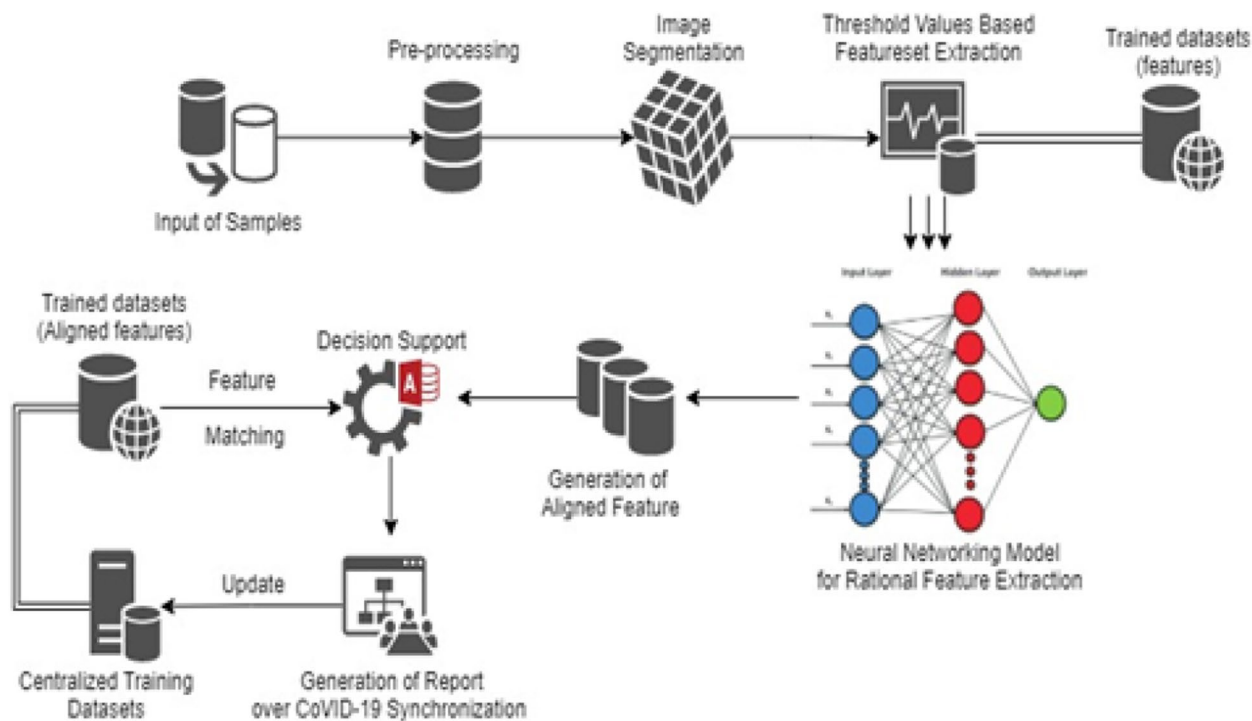 Pre-processing
Image
Segmentation
Threshold Values Based
Featureset Extraction
Trained datasets
(features)
Input of Samples
Input Layer
Hidden Layer
Output Layer
Trained datasets
(Aligned features)
Decision Support
A
Feature
Matching
Generation of
Aligned Feature
Neural Networking Model
for Rational Feature Extraction
Update
Centralized Training
Datasets
Generation of Report
over CoVID-19 Synchronization